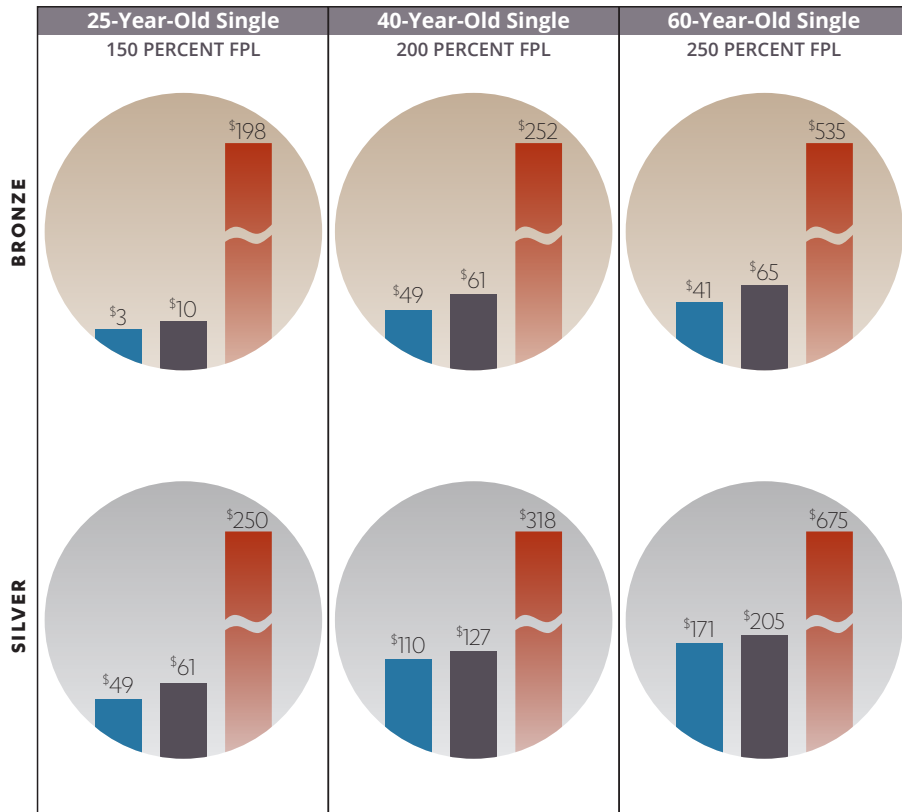 25-Year-Old Single
150 PERCENT FPL
40-Year-Old Single
200 PERCENT FPL
60-Year-Old Single
250 PERCENT FPL
BRONZE
$3
$10
$198
$49
$61
$252
$41
$65
$535
SILVER
$49
$61
$250
$110
$127
$318
$171
$205
$675